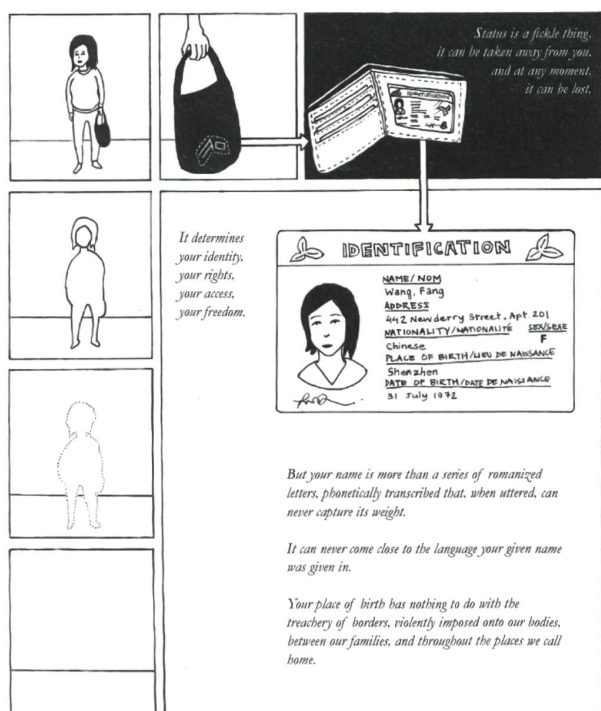 Status is a fickle thing,
it can be taken away from you,
and at any moment,
it can be lost.
It determines
your identity,
your rights,
your access,
your freedom.
IDENTIFICATION
NAME/NOM
Wang, Fang
ADDRESS
442 Newderry Street, Apt. 201
NATIONALITY/NATIONALITÉ SEX/SEXE
Chinese F
PLACE OF BIRTH/LIEU DE NAISSANCE
Shenzhen
DATE OF BIRTH/DATE DE NAISSANCE
31 July 1972
But your name is more than a series of romanized
letters, phonetically transcribed that, when uttered, can
never capture its weight.
It can never come close to the language your given name
was given in.
Your place of birth has nothing to do with the
treachery of borders, violently imposed onto our bodies,
between our families, and throughout the places we call
home.